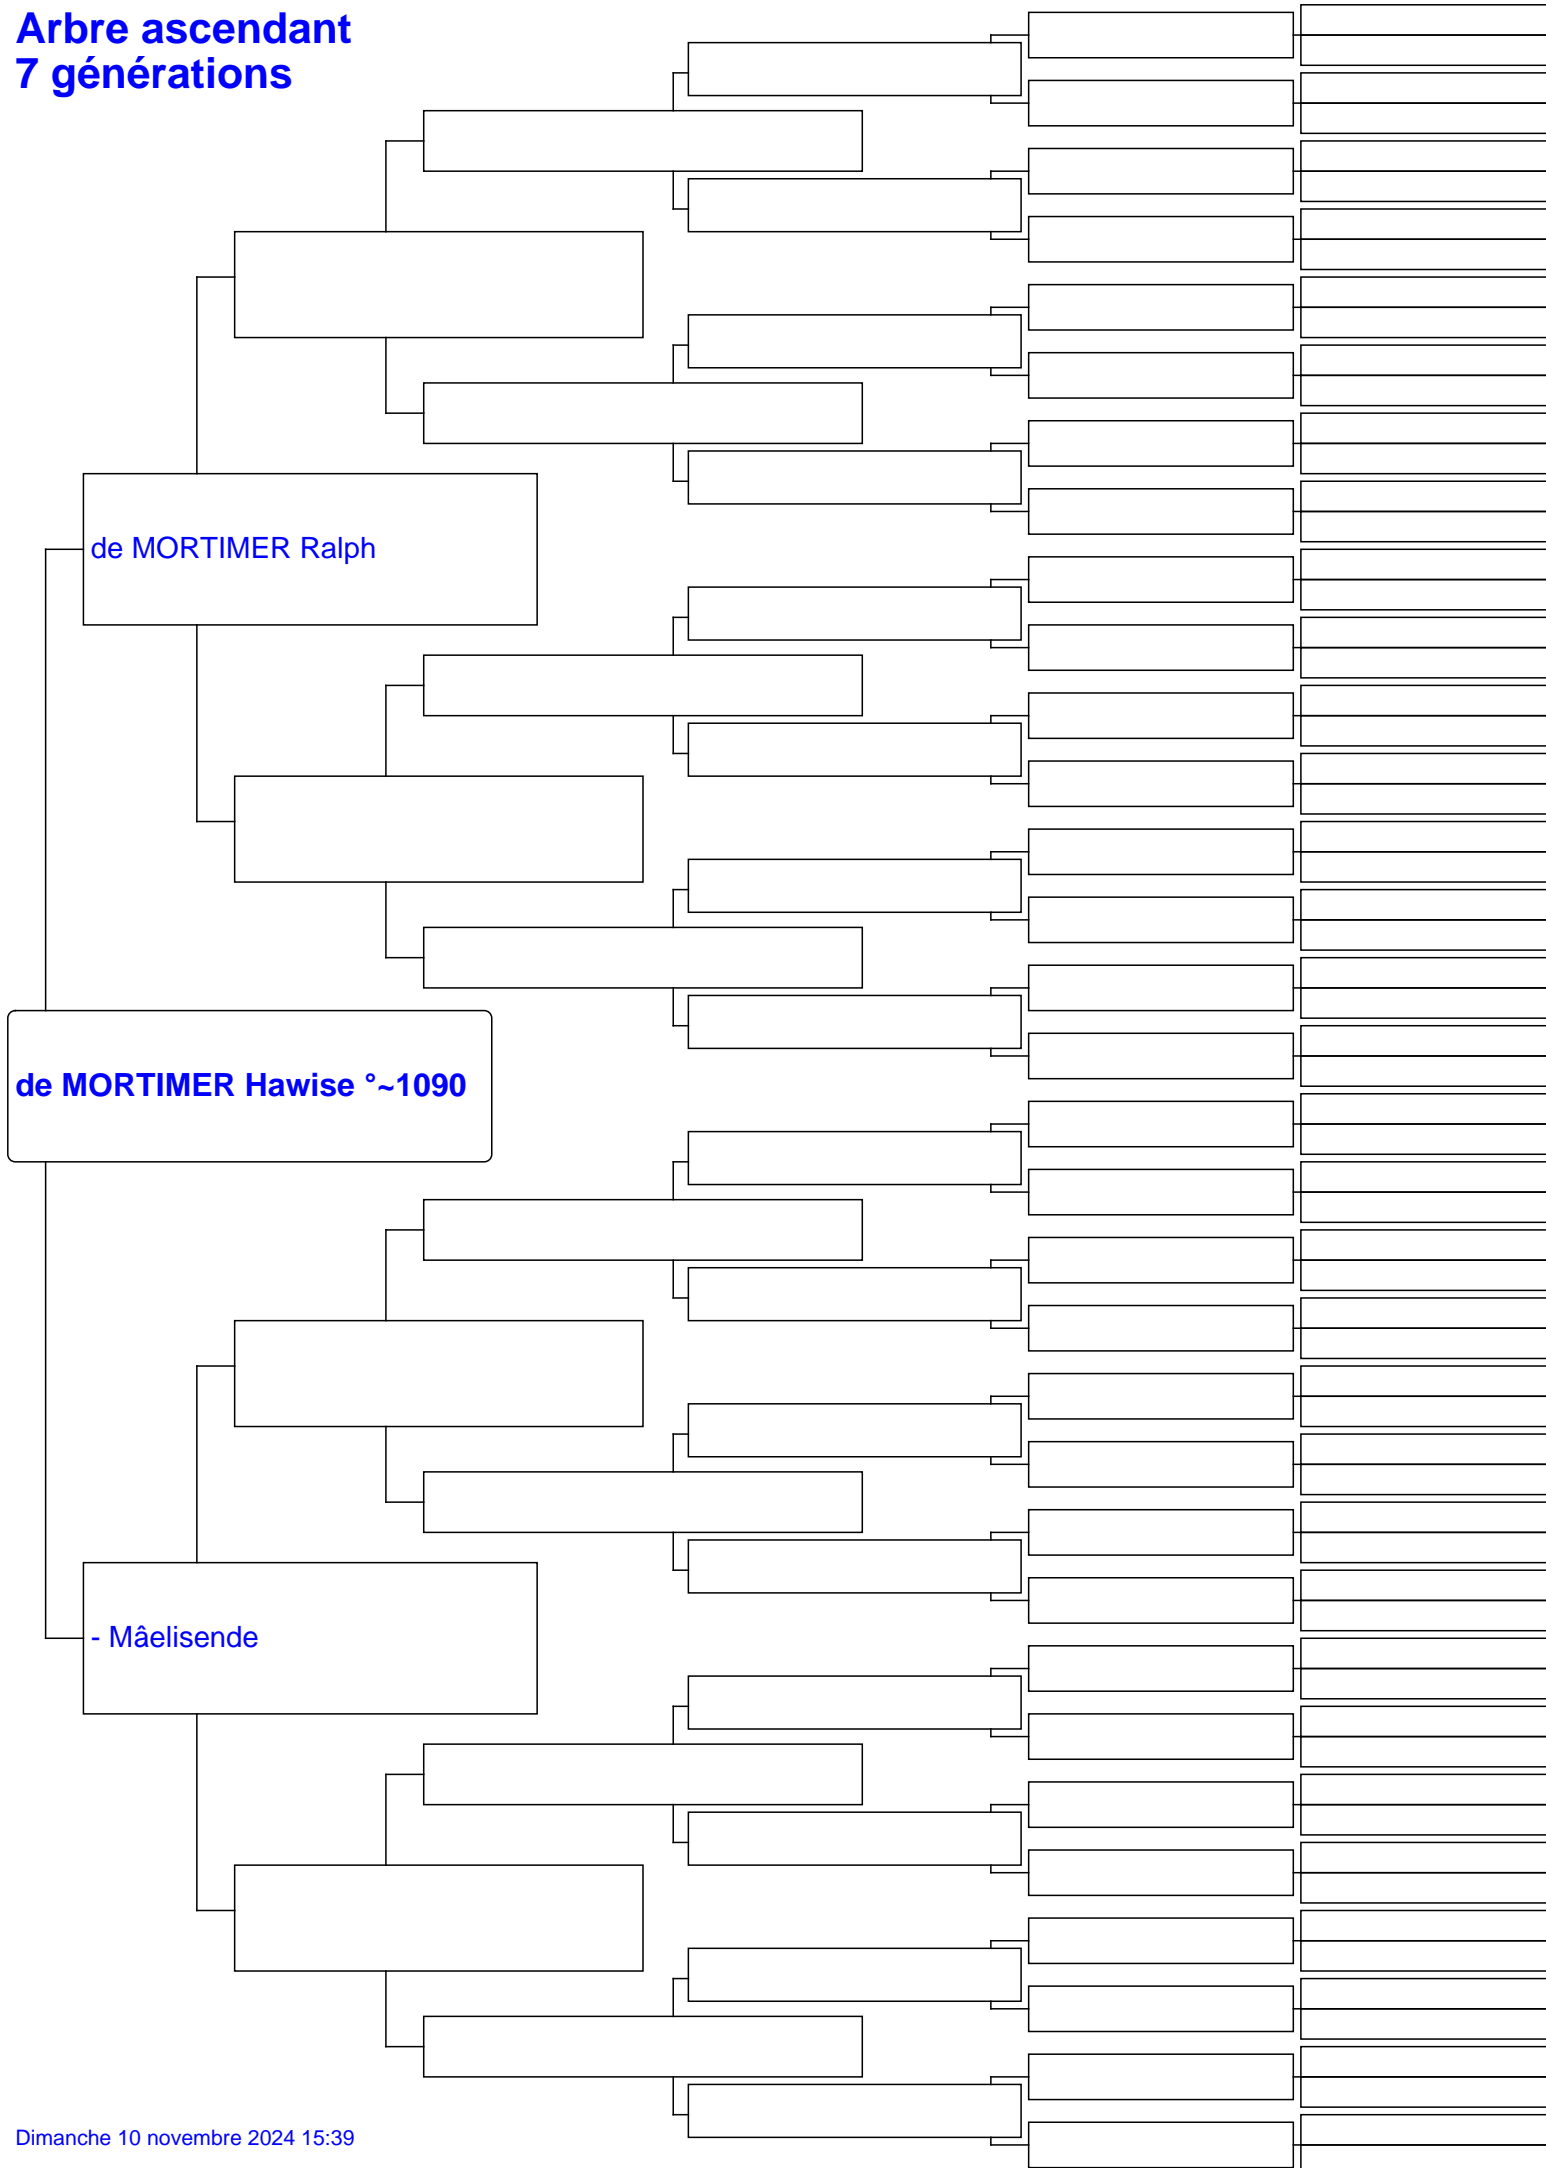 Arbre ascendant
7 générations
de MORTIMER Ralph
de MORTIMER Hawise °~1090
- Mâelisende
Dimanche 10 novembre 2024 15:39